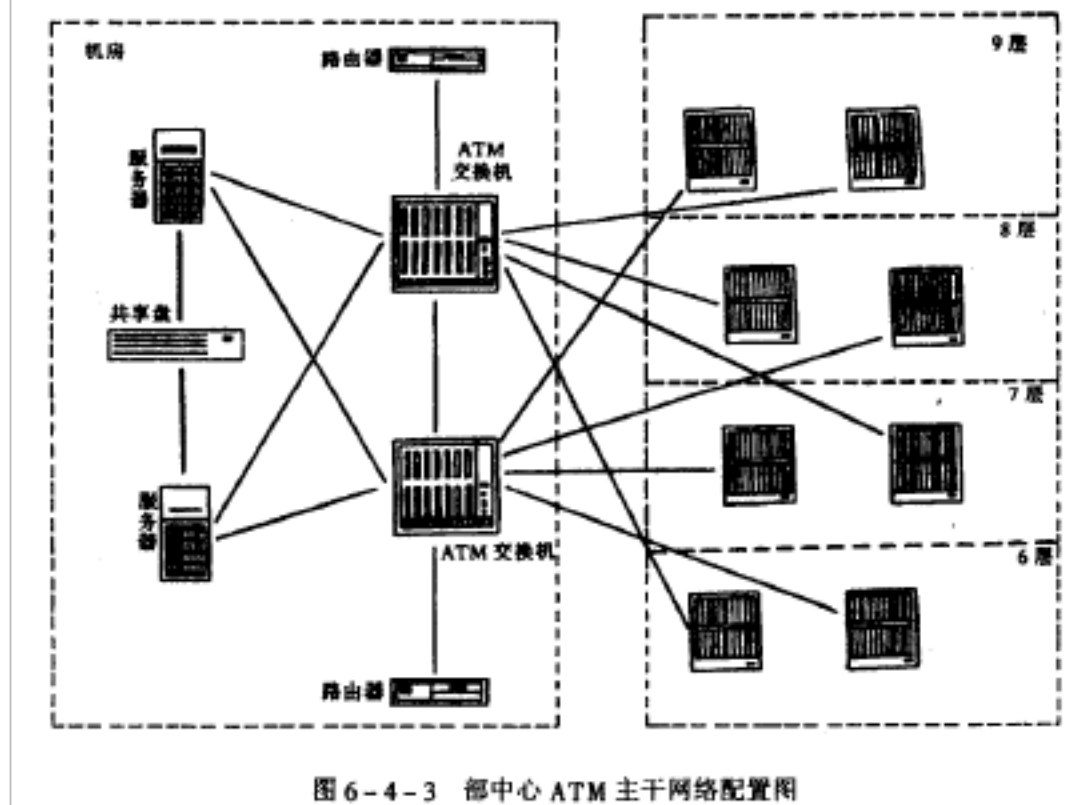 机房
路由器
9层
ATM
交换机
服务器
8层
共享盘
7层
服务器
ATM 交换机
6层
路由器
图6-4-3 部中心 ATM 主干网络配置图